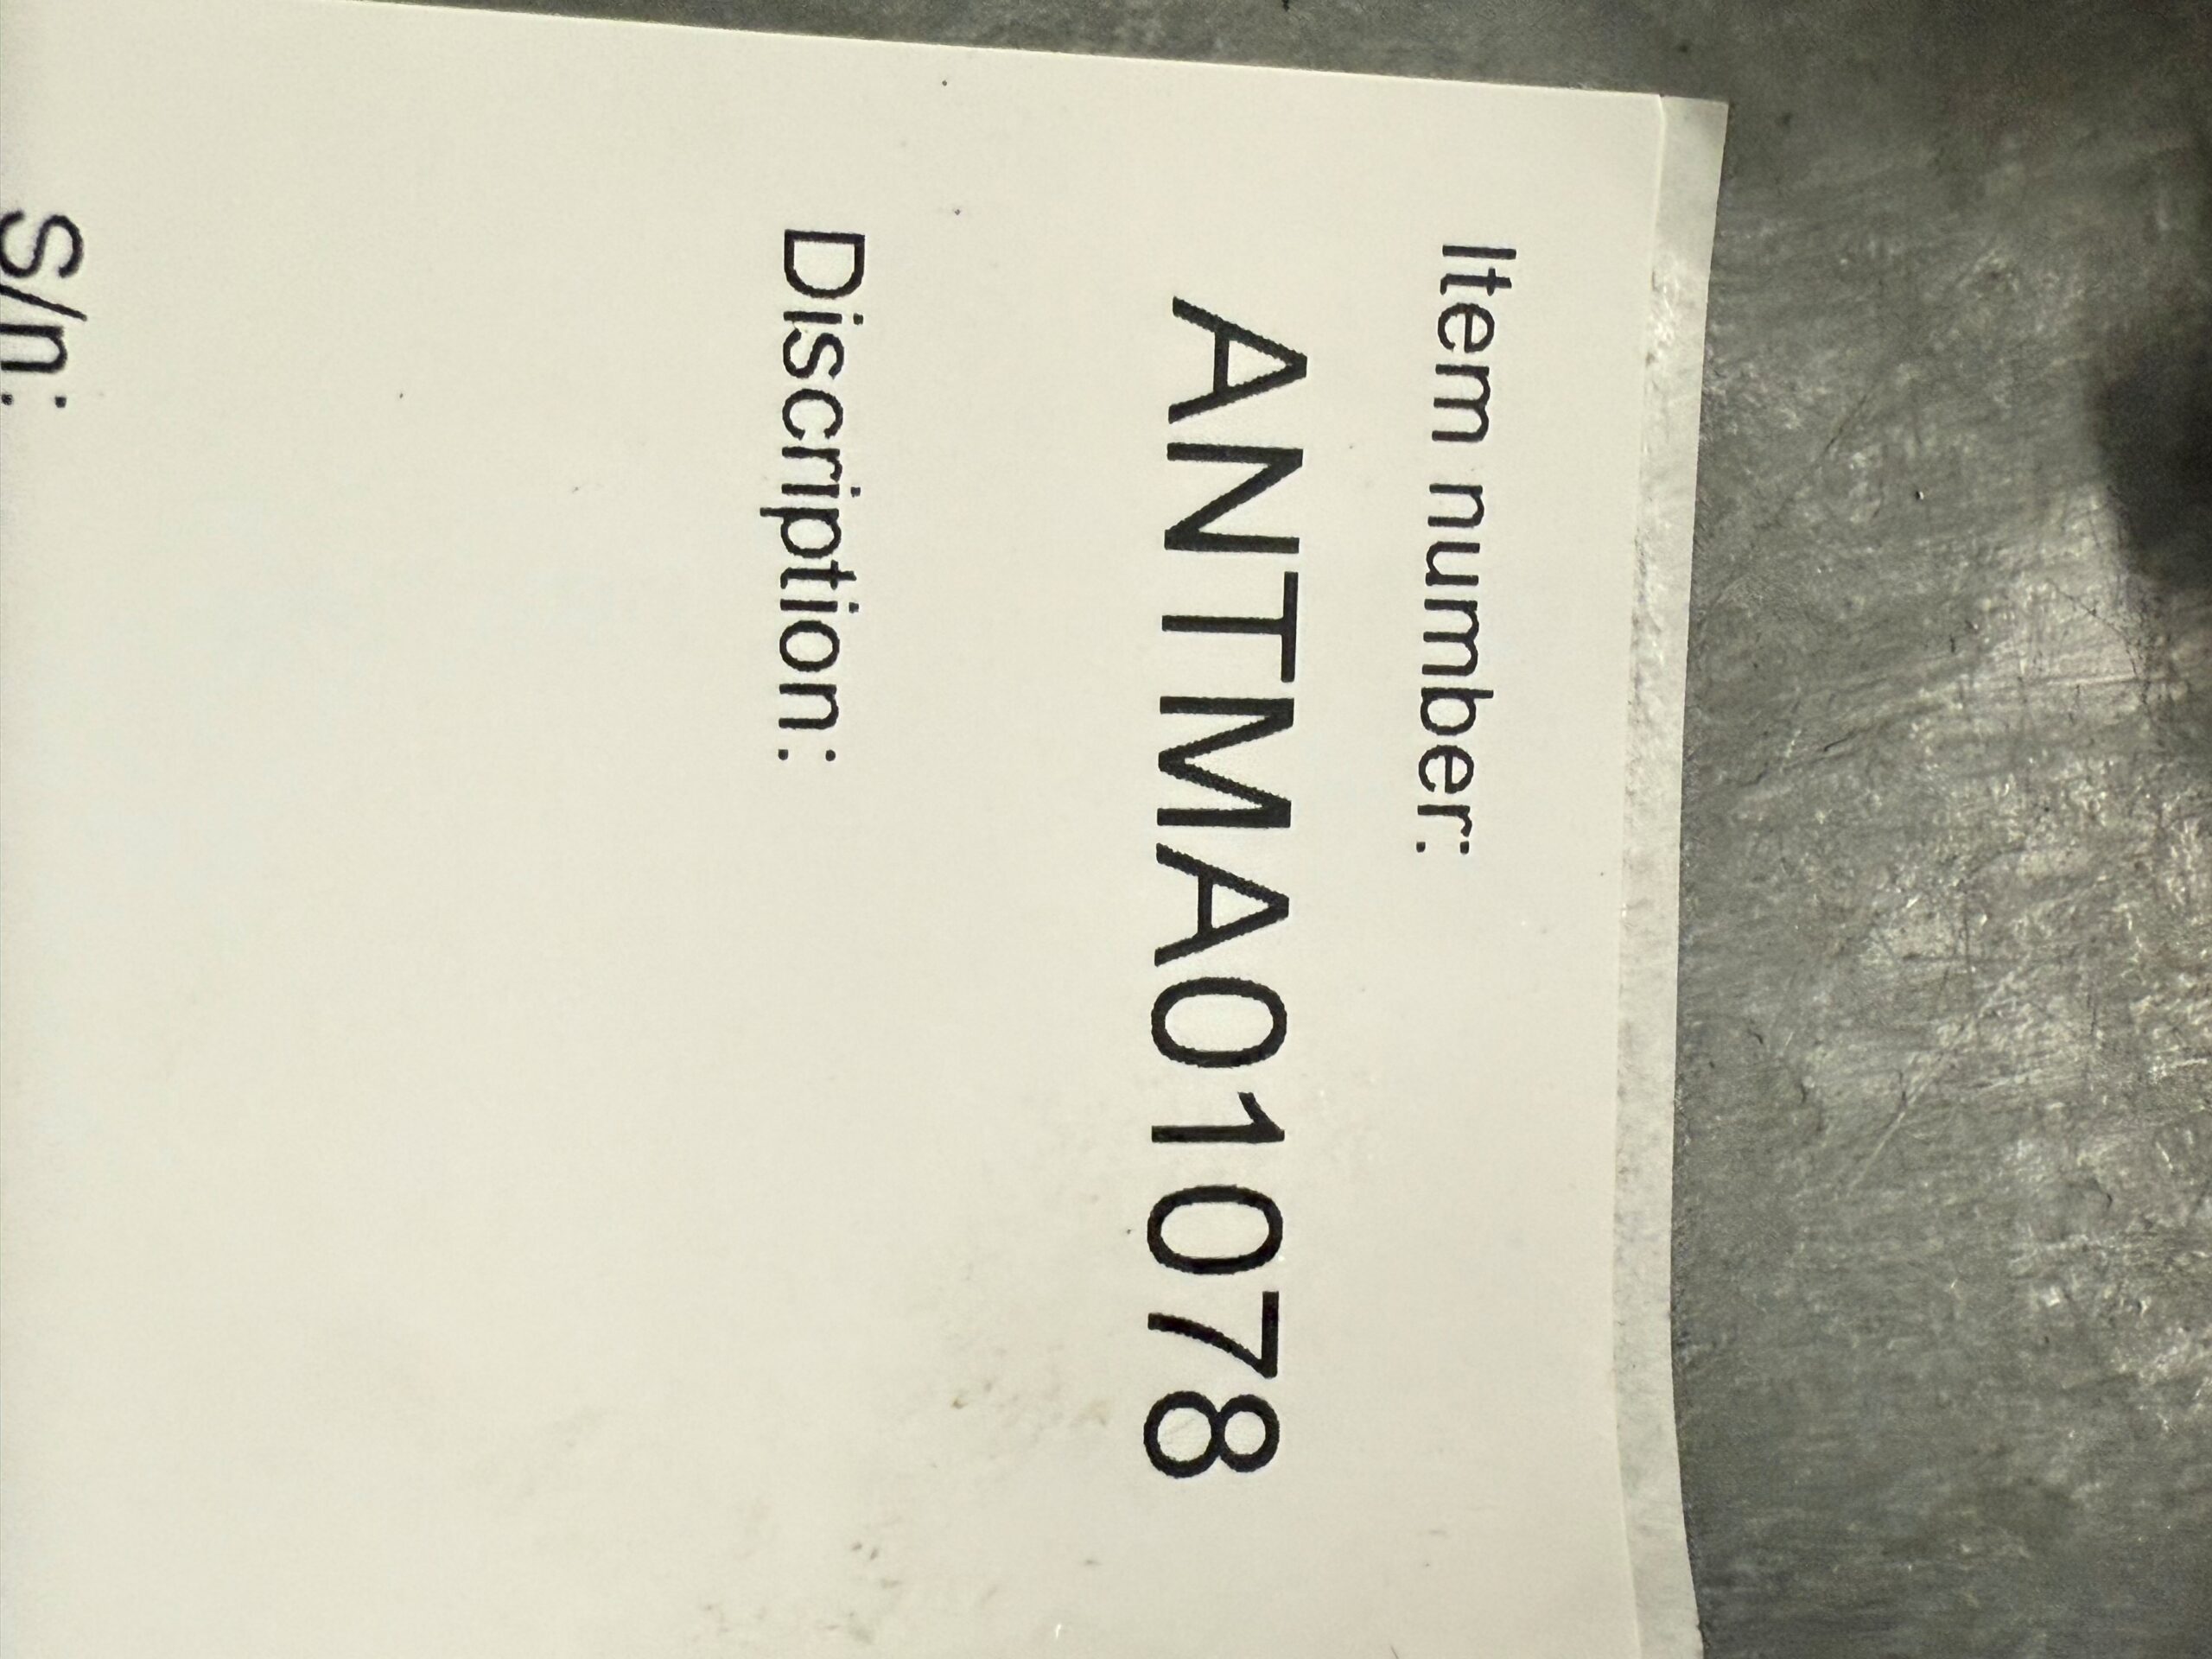 Item number:
ANTMA01078
Discription:
S/n: